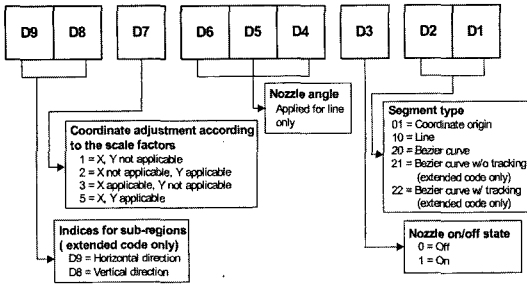 D9 D8 D7 D6 D5 D4 D3 D2 D1
Nozzle angle
Applied for line
only
Segment type
01 = Coordinate origin
10 = Line
20 = Bezier curve
21 = Bezier curve w/o tracking
(extended code only)
22 = Bezier curve w/ tracking
(extended code only)
Coordinate adjustment according
to the scale factors
1 = X, Y not applicable
2 = X not applicable, Y applicable
3 = X applicable, Y not applicable
5 = X, Y applicable
Indices for sub-regions
( extended code only)
D9 = Horizontal direction
D8 = Vertical direction
Nozzle on/off state
0 = Off
1 = On